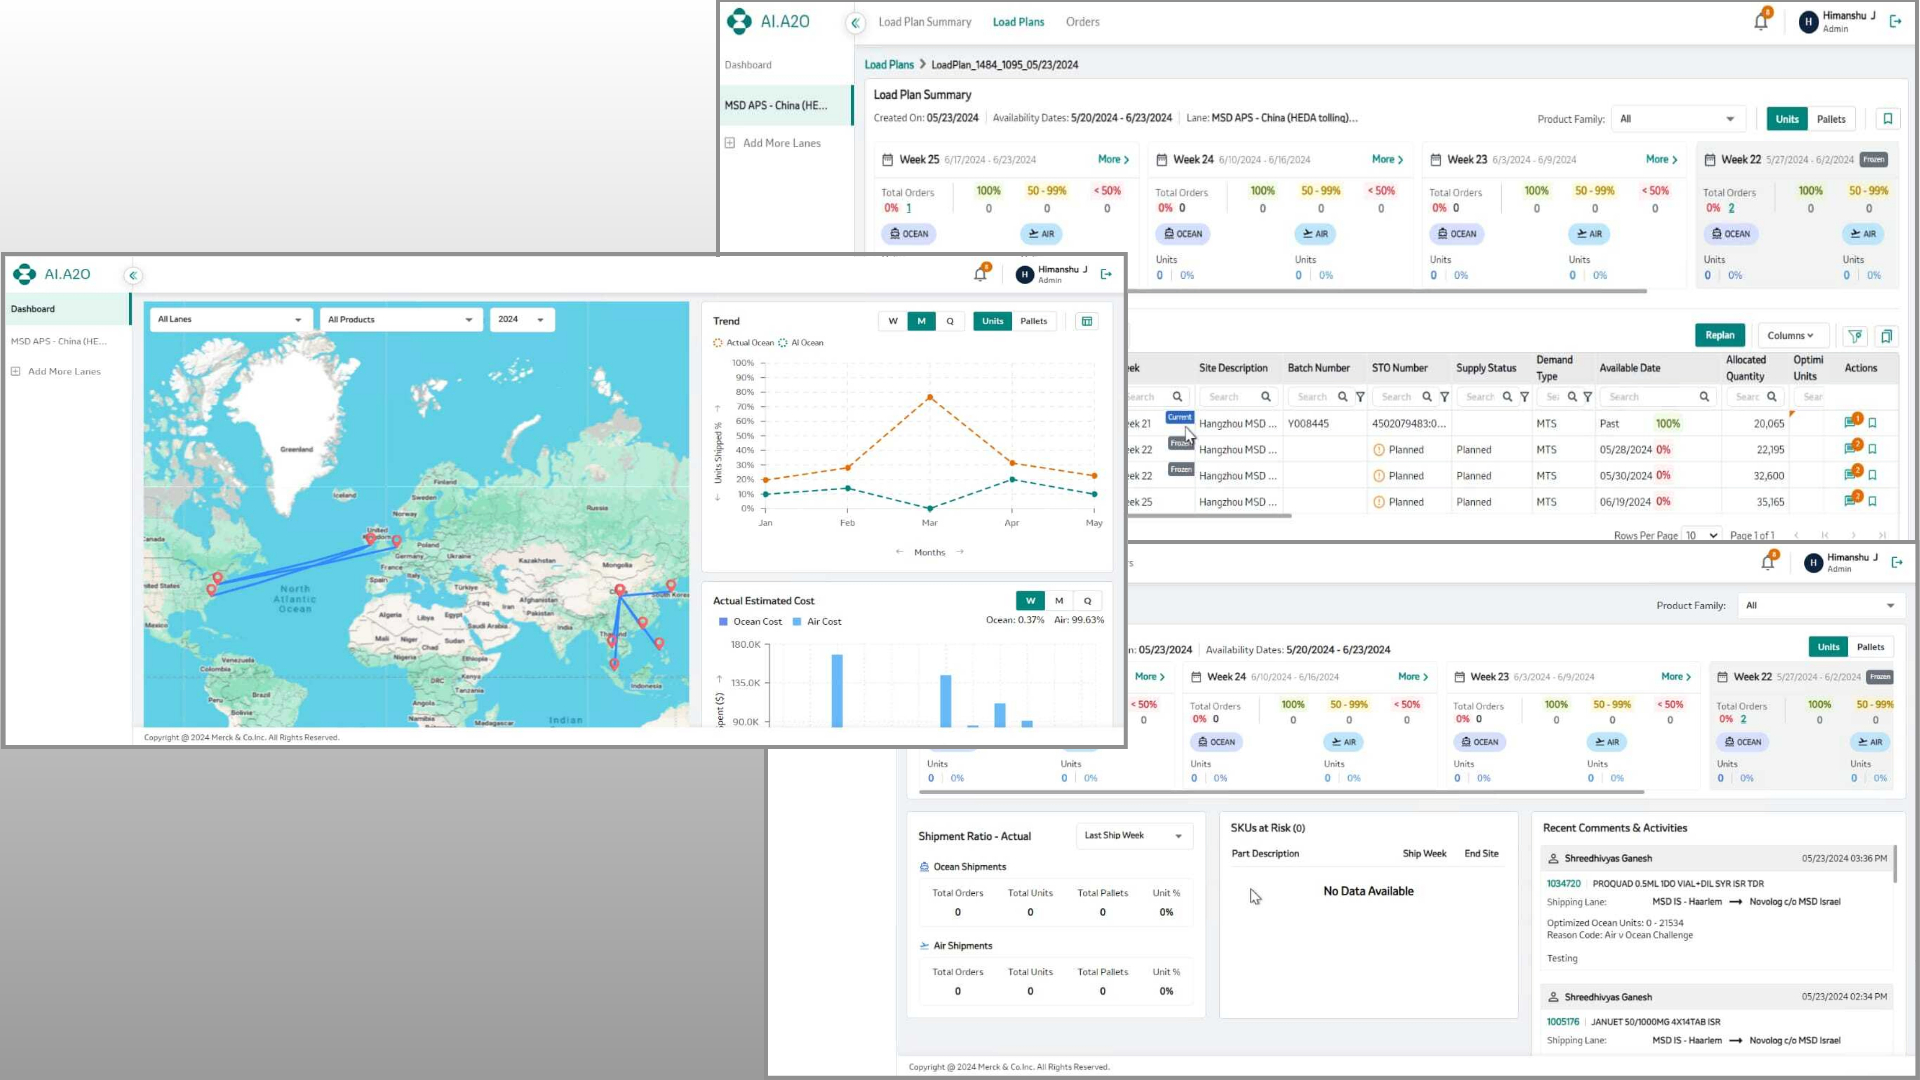 AI.A2O
Load Plan Summary
Load Plans
Orders
8
H
Himanshu J
Admin
Dashboard
MSD APS - China (HE...
Add More Lanes
Load Plans > LoadPlan_1484_1095_05/23/2024
Load Plan Summary
Created On: 05/23/2024 | Availability Dates: 5/20/2024 - 6/23/2024 | Lane: MSD APS - China (HEDA tolling)...
Product Family: All
Units Pallets
Week 25 6/17/2024 - 6/23/2024 More >
Total Orders 100% 50 - 99% < 50%
0% 1 0 0 0
OCEAN AIR
Week 24 6/10/2024 - 6/16/2024 More >
Total Orders 100% 50 - 99% < 50%
0% 0 0 0 0
OCEAN AIR
Units Units
0 | 0% 0 | 0%
Week 23 6/3/2024 - 6/9/2024 More >
Total Orders 100% 50 - 99% < 50%
0% 0 0 0 0
OCEAN AIR
Units Units
0 | 0% 0 | 0%
Week 22 5/27/2024 - 6/2/2024 Frozen
Total Orders 100% 50 - 99%
0% 2 0 0
OCEAN AIR
Units Units
0 | 0% 0 | 0%
Replan Columns
ek Site Description Batch Number STO Number Supply Status Demand Type Available Date Allocated Quantity Optimi Units Actions
Search Search Search Search Search Se Search Searc Sear
ek 21 Current Hangzhou MSD ... Y008445 4502079483:0... MTS Past 100% 20,065 1
ek 22 Frozen Hangzhou MSD ... Planned Planned MTS 05/28/2024 0% 22,195 2
ek 22 Frozen Hangzhou MSD ... Planned Planned MTS 05/30/2024 0% 32,600 2
ek 25 Hangzhou MSD ... Planned Planned MTS 06/19/2024 0% 35,165 2
Rows Per Page 10 Page 1 of 1
AI.A2O
8
H
Himanshu J
Admin
Dashboard
MSD APS - China (HE...
Add More Lanes
All Lanes All Products 2024
Greenland
Iceland
Finland
Sweden
Norway
Russia
United Kingdom
Poland
Germany
Ukraine
France
Kazakhstan
Mongolia
Canada
Italy
Spain
Türkiye
South Korea
nited States
North Atlantic Ocean
Iraq
Iran
Afghanistan
Pakistan
Algeria
Libya
Egypt
Saudi Arabia
India
Thailand
Mexico
Mali
Niger
Chad
Sudan
Nigeria
Ethiopia
Venezuela
Colombia
DRC
Kenya
Tanzania
Indonesia
Brazil
Peru
Bolivia
Angola
Namibia
Madagascar
Indian
Copyright @ 2024 Merck & Co.Inc. All Rights Reserved.
Trend
W M Q Units Pallets
Actual Ocean AI Ocean
Units Shipped %
100%
90%
80%
70%
60%
50%
40%
30%
20%
10%
0%
Jan Feb Mar Apr May
Months
Actual Estimated Cost
W M Q
Ocean Cost Air Cost
Ocean: 0.37% Air: 99.63%
180.0K
135.0K
90.0K
pent ($)
s
8
H
Himanshu J
Admin
Product Family: All
n: 05/23/2024 | Availability Dates: 5/20/2024 - 6/23/2024
Units Pallets
More >
< 50%
0
Units Units
0 | 0% 0 | 0%
Week 24 6/10/2024 - 6/16/2024 More >
Total Orders 100% 50 - 99% < 50%
0% 0 0 0 0
OCEAN AIR
Units Units
0 | 0% 0 | 0%
Week 23 6/3/2024 - 6/9/2024 More >
Total Orders 100% 50 - 99% < 50%
0% 0 0 0 0
OCEAN AIR
Units Units
0 | 0% 0 | 0%
Week 22 5/27/2024 - 6/2/2024 Frozen
Total Orders 100% 50 - 99%
0% 2 0 0
OCEAN AIR
Units Units
0 | 0% 0 | 0%
Shipment Ratio - Actual
Last Ship Week
Ocean Shipments
Total Orders Total Units Total Pallets Unit %
0 0 0 0%
Air Shipments
Total Orders Total Units Total Pallets Unit %
0 0 0 0%
SKUs at Risk (0)
Part Description Ship Week End Site
No Data Available
Recent Comments & Activities
Shreedhivyas Ganesh 05/23/2024 03:36 PM
1034720 | PROQUAD 0.5ML 1DO VIAL+DIL SYR ISR TDR
Shipping Lane: MSD IS - Haarlem → Novolog c/o MSD Israel
Optimized Ocean Units: 0 - 21534
Reason Code: Air v Ocean Challenge
Testing
Shreedhivyas Ganesh 05/23/2024 02:34 PM
1005176 | JANUET 50/1000MG 4X14TAB ISR
Shipping Lane: MSD IS - Haarlem → Novolog c/o MSD Israel
Copyright @ 2024 Merck & Co.Inc. All Rights Reserved.